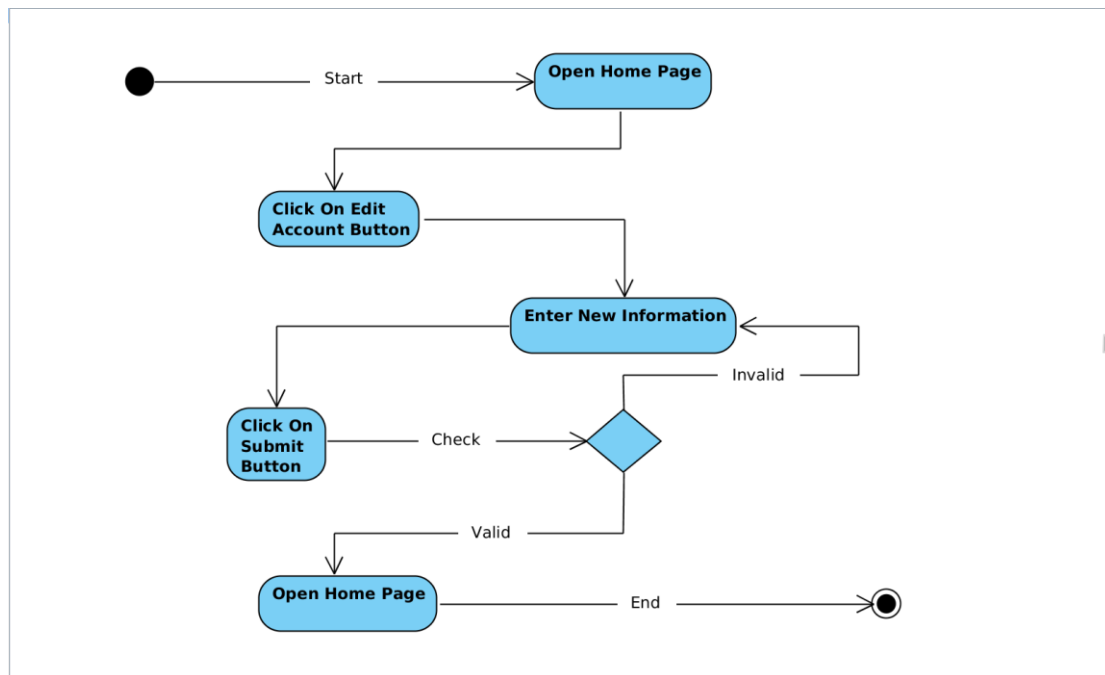 Start
Open Home Page
Click On Edit
Account Button
Enter New Information
Invalid
Click On
Submit
Button
Check
Valid
Open Home Page
End